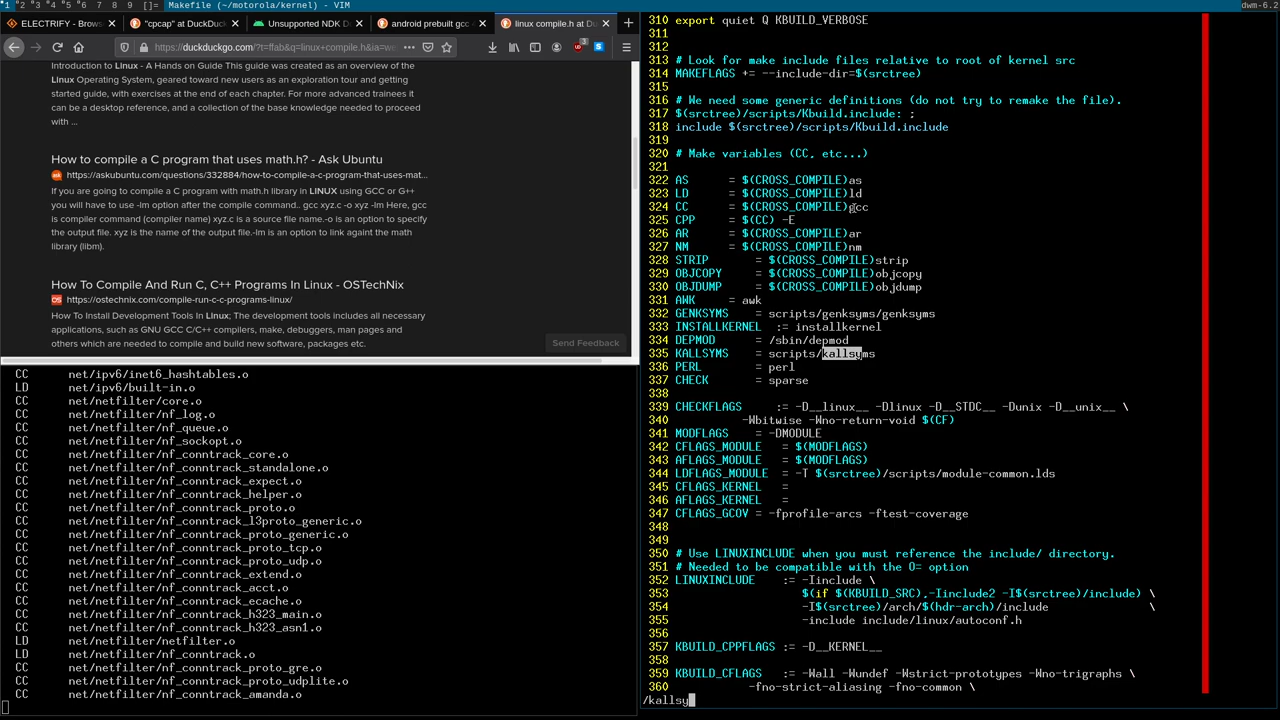 1 2 3 4 5 6 7 8 9 []= Makefile (~/motorola/kernel) - VIM dwm-6.2
ELECTRIFY - Brows
"cpcap" at DuckDuc
Unsupported NDK D
android prebuilt gcc
linux compile.h at Du
https://duckduckgo.com/?t=ffab&q=linux+compile.h&ia=w
Introduction to Linux - A Hands on Guide This guide was created as an overview of the
Linux Operating System, geared toward new users as an exploration tour and getting
started guide, with exercises at the end of each chapter. For more advanced trainees it
can be a desktop reference, and a collection of the base knowledge needed to proceed
with ...
How to compile a C program that uses math.h? - Ask Ubuntu
https://askubuntu.com/questions/332884/how-to-compile-a-c-program-that-uses-mat...
If you are going to compile a C program with math.h library in LINUX using GCC or G++
you will have to use -lm option after the compile command.. gcc xyz.c -o xyz -lm Here, gcc
is compiler command (compiler name) xyz.c is a source file name.-o is an option to specify
the output file. xyz is the name of the output file.-lm is an option to link againt the math
library (libm).
How To Compile And Run C, C++ Programs In Linux - OSTechNix
https://ostechnix.com/compile-run-c-c-programs-linux/
How To Install Development Tools In Linux; The development tools includes all necessary
applications, such as GNU GCC C/C++ compilers, make, debuggers, man pages and
others which are needed to compile and build new software, packages etc.
Send Feedback
CC net/ipv6/inet6_hashtables.o
LD net/ipv6/built-in.o
CC net/netfilter/core.o
CC net/netfilter/nf_log.o
CC net/netfilter/nf_queue.o
CC net/netfilter/nf_sockopt.o
CC net/netfilter/nf_conntrack_core.o
CC net/netfilter/nf_conntrack_standalone.o
CC net/netfilter/nf_conntrack_expect.o
CC net/netfilter/nf_conntrack_helper.o
CC net/netfilter/nf_conntrack_proto.o
CC net/netfilter/nf_conntrack_l3proto_generic.o
CC net/netfilter/nf_conntrack_proto_generic.o
CC net/netfilter/nf_conntrack_proto_tcp.o
CC net/netfilter/nf_conntrack_proto_udp.o
CC net/netfilter/nf_conntrack_extend.o
CC net/netfilter/nf_conntrack_acct.o
CC net/netfilter/nf_conntrack_ecache.o
CC net/netfilter/nf_conntrack_h323_main.o
CC net/netfilter/nf_conntrack_h323_asn1.o
LD net/netfilter/netfilter.o
LD net/netfilter/nf_conntrack.o
CC net/netfilter/nf_conntrack_proto_gre.o
CC net/netfilter/nf_conntrack_proto_udplite.o
CC net/netfilter/nf_conntrack_amanda.o
310 export quiet Q KBUILD_VERBOSE
311
312
313 # Look for make include files relative to root of kernel src
314 MAKEFLAGS += --include-dir=$(srctree)
315
316 # We need some generic definitions (do not try to remake the file).
317 $(srctree)/scripts/Kbuild.include: ;
318 include $(srctree)/scripts/Kbuild.include
319
320 # Make variables (CC, etc...)
321
322 AS = $(CROSS_COMPILE)as
323 LD = $(CROSS_COMPILE)ld
324 CC = $(CROSS_COMPILE)gcc
325 CPP = $(CC) -E
326 AR = $(CROSS_COMPILE)ar
327 NM = $(CROSS_COMPILE)nm
328 STRIP = $(CROSS_COMPILE)strip
329 OBJCOPY = $(CROSS_COMPILE)objcopy
330 OBJDUMP = $(CROSS_COMPILE)objdump
331 AWK = awk
332 GENKSYMS = scripts/genksyms/genksyms
333 INSTALLKERNEL := installkernel
334 DEPMOD = /sbin/depmod
335 KALLSYMS = scripts/kallsyms
336 PERL = perl
337 CHECK = sparse
338
339 CHECKFLAGS := -D__linux__ -Dlinux -D__STDC__ -Dunix -D__unix__ \
340 -Wbitwise -Wno-return-void $(CF)
341 MODFLAGS = -DMODULE
342 CFLAGS_MODULE = $(MODFLAGS)
343 AFLAGS_MODULE = $(MODFLAGS)
344 LDFLAGS_MODULE = -T $(srctree)/scripts/module-common.lds
345 CFLAGS_KERNEL =
346 AFLAGS_KERNEL =
347 CFLAGS_GCOV = -fprofile-arcs -ftest-coverage
348
349
350 # Use LINUXINCLUDE when you must reference the include/ directory.
351 # Needed to be compatible with the O= option
352 LINUXINCLUDE := -Iinclude \
353 $(if $(KBUILD_SRC),-Iinclude2 -I$(srctree)/include) \
354 -I$(srctree)/arch/$(hdr-arch)/include \
355 -include include/linux/autoconf.h
356
357 KBUILD_CPPFLAGS := -D__KERNEL__
358
359 KBUILD_CFLAGS := -Wall -Wundef -Wstrict-prototypes -Wno-trigraphs \
360 -fno-strict-aliasing -fno-common \
/kallsy